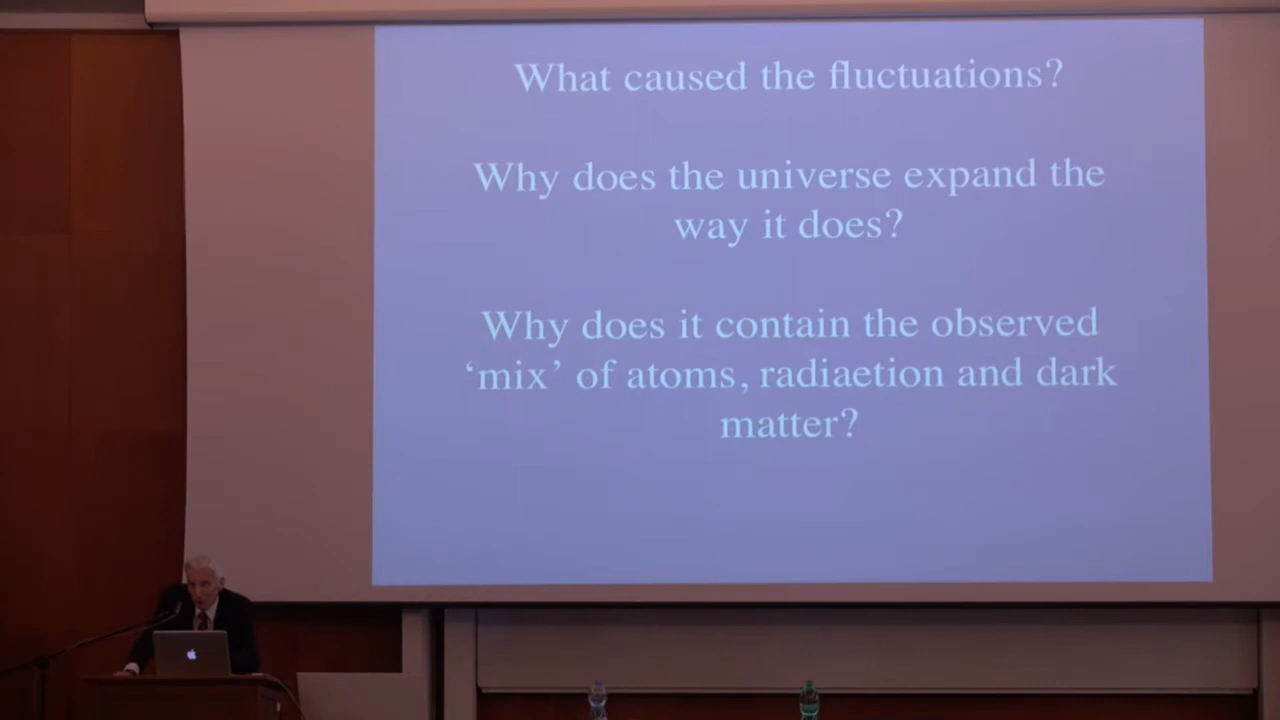 What caused the fluctuations?
Why does the universe expand the
way it does?
Why does it contain the observed
‘mix’ of atoms, radiaetion and dark
matter?